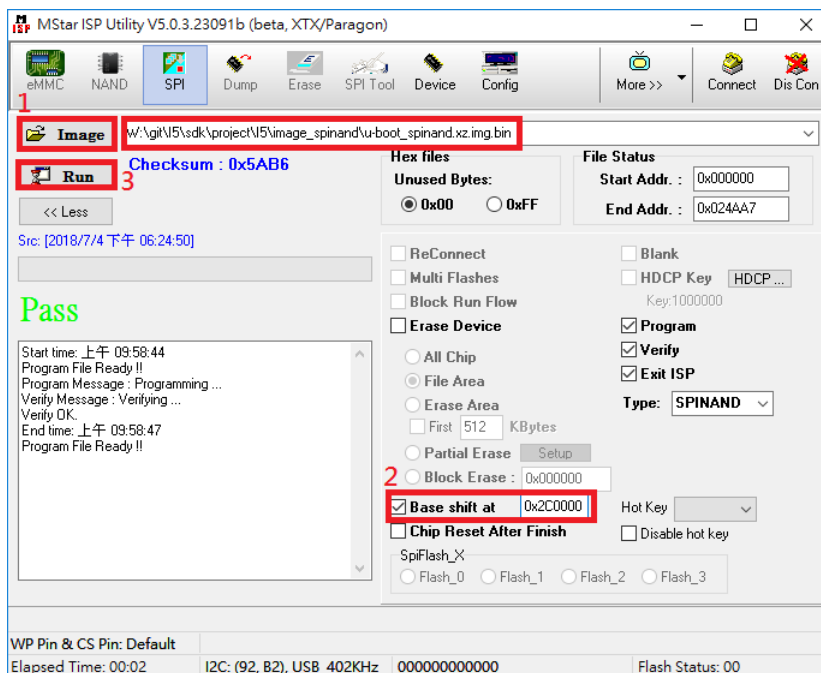 MStar ISP Utility V5.0.3.23091b (beta, XTX/Paragon)
eMMC NAND SPI Dump Erase SPI Tool Device Config More >> Connect Dis Con
1
Image W:\git\I5\sdk\project\I5\image_spinand\u-boot_spinand.xz.img.bin
Run 3 Checksum : 0x5AB6
<< Less
Src: [2018/7/4 下午 06:24:50]
Pass
Start time: 上午 09:58:44
Program File Ready !!
Program Message : Programming ...
Verify Message : Verifying ...
Verify OK.
End time: 上午 09:58:47
Program File Ready !!
Hex files
Unused Bytes:
0x00 0xFF
File Status
Start Addr. : 0x000000
End Addr. : 0x024AA7
ReConnect
Multi Flashes
Block Run Flow
Erase Device
All Chip
File Area
Erase Area
First 512 KBytes
Partial Erase Setup
2
Block Erase : 0x000000
Base shift at 0x2C0000
Chip Reset After Finish
Blank
HDCP Key HDCP ...
Key:1000000
Program
Verify
Exit ISP
Type: SPINAND
Hot Key
Disable hot key
SpiFlash_X
Flash_0 Flash_1 Flash_2 Flash_3
WP Pin & CS Pin: Default
Elapsed Time: 00:02 I2C: (92, B2), USB 402KHz 000000000000 Flash Status: 00